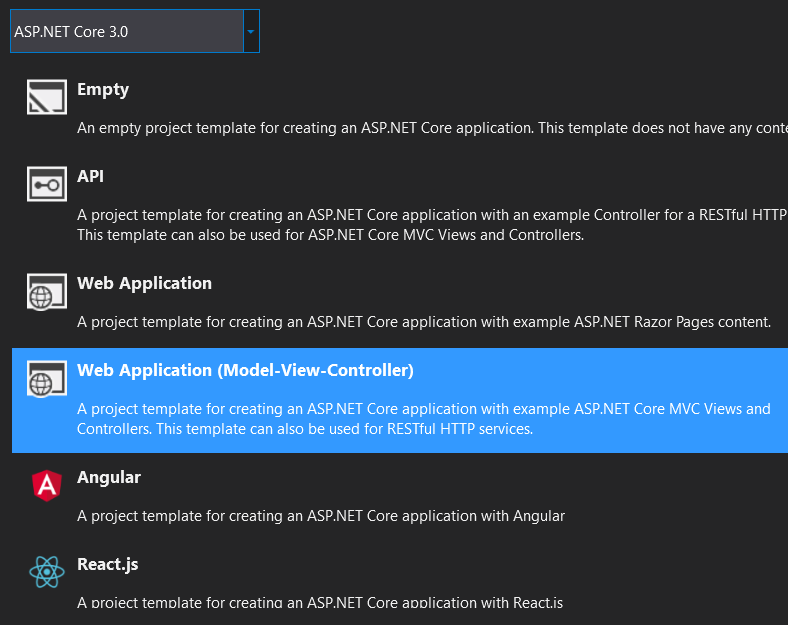 ASP.NET Core 3.0
Empty
An empty project template for creating an ASP.NET Core application. This template does not have any
API
A project template for creating an ASP.NET Core application with an example Controller for a RESTful HTTP
This template can also be used for ASP.NET Core MVC Views and Controllers.
Web Application
A project template for creating an ASP.NET Core application with example ASP.NET Razor Pages content.
Web Application (Model-View-Controller)
A project template for creating an ASP.NET Core application with example ASP.NET Core MVC Views and
Controllers. This template can also be used for RESTful HTTP services.
Angular
A project template for creating an ASP.NET Core application with Angular
React.js
A project template for creating an ASP.NET Core application with React.js